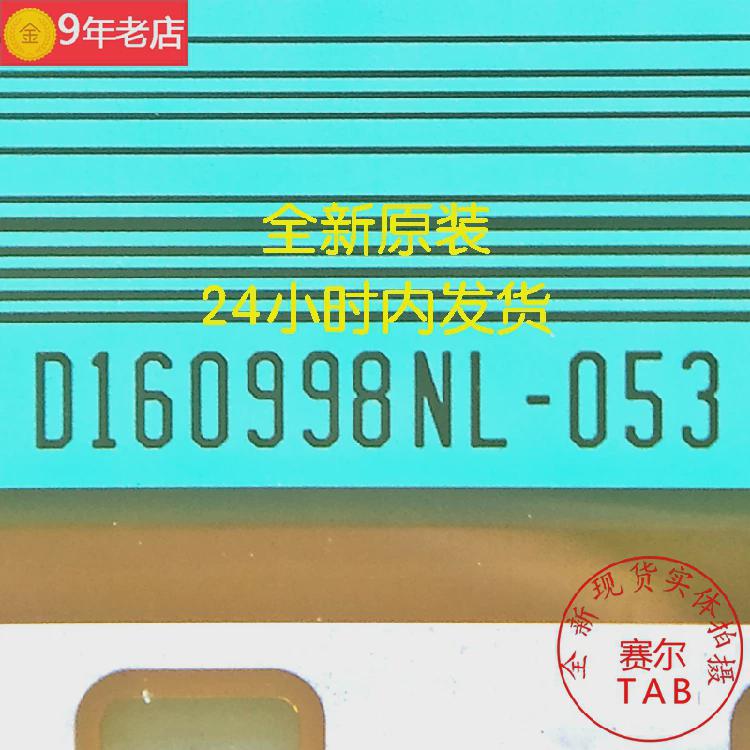 金 9年老店
全新原装
24小时内发货
D160998NL-053
全新现货实体拍摄
赛尔
TAB